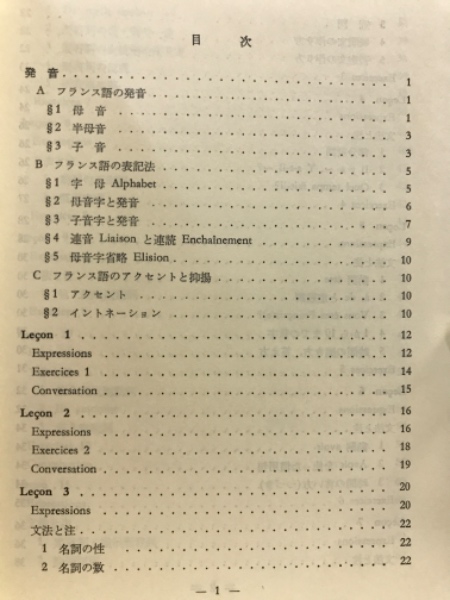 目次
発音 1
A フランス語の発音 1
§1 母音 1
§2 半母音 3
§3 子音 3
B フランス語の表記法 5
§1 字母 Alphabet 5
§2 母音字と発音 6
§3 子音字と発音 7
§4 連音 Liaison と連読 Enchaînement 9
§5 母音字省略 Elision 10
C フランス語のアクセントと抑揚 10
§1 アクセント 10
§2 イントネーション 10
Leçon 1 12
Expressions 12
Exercices 1 14
Conversation 15
Leçon 2 16
Expressions 16
Exercices 2 18
Conversation 19
Leçon 3 20
Expressions 20
文法と注 22
1 名詞の性 22
2 名詞の数 22
— 1 —